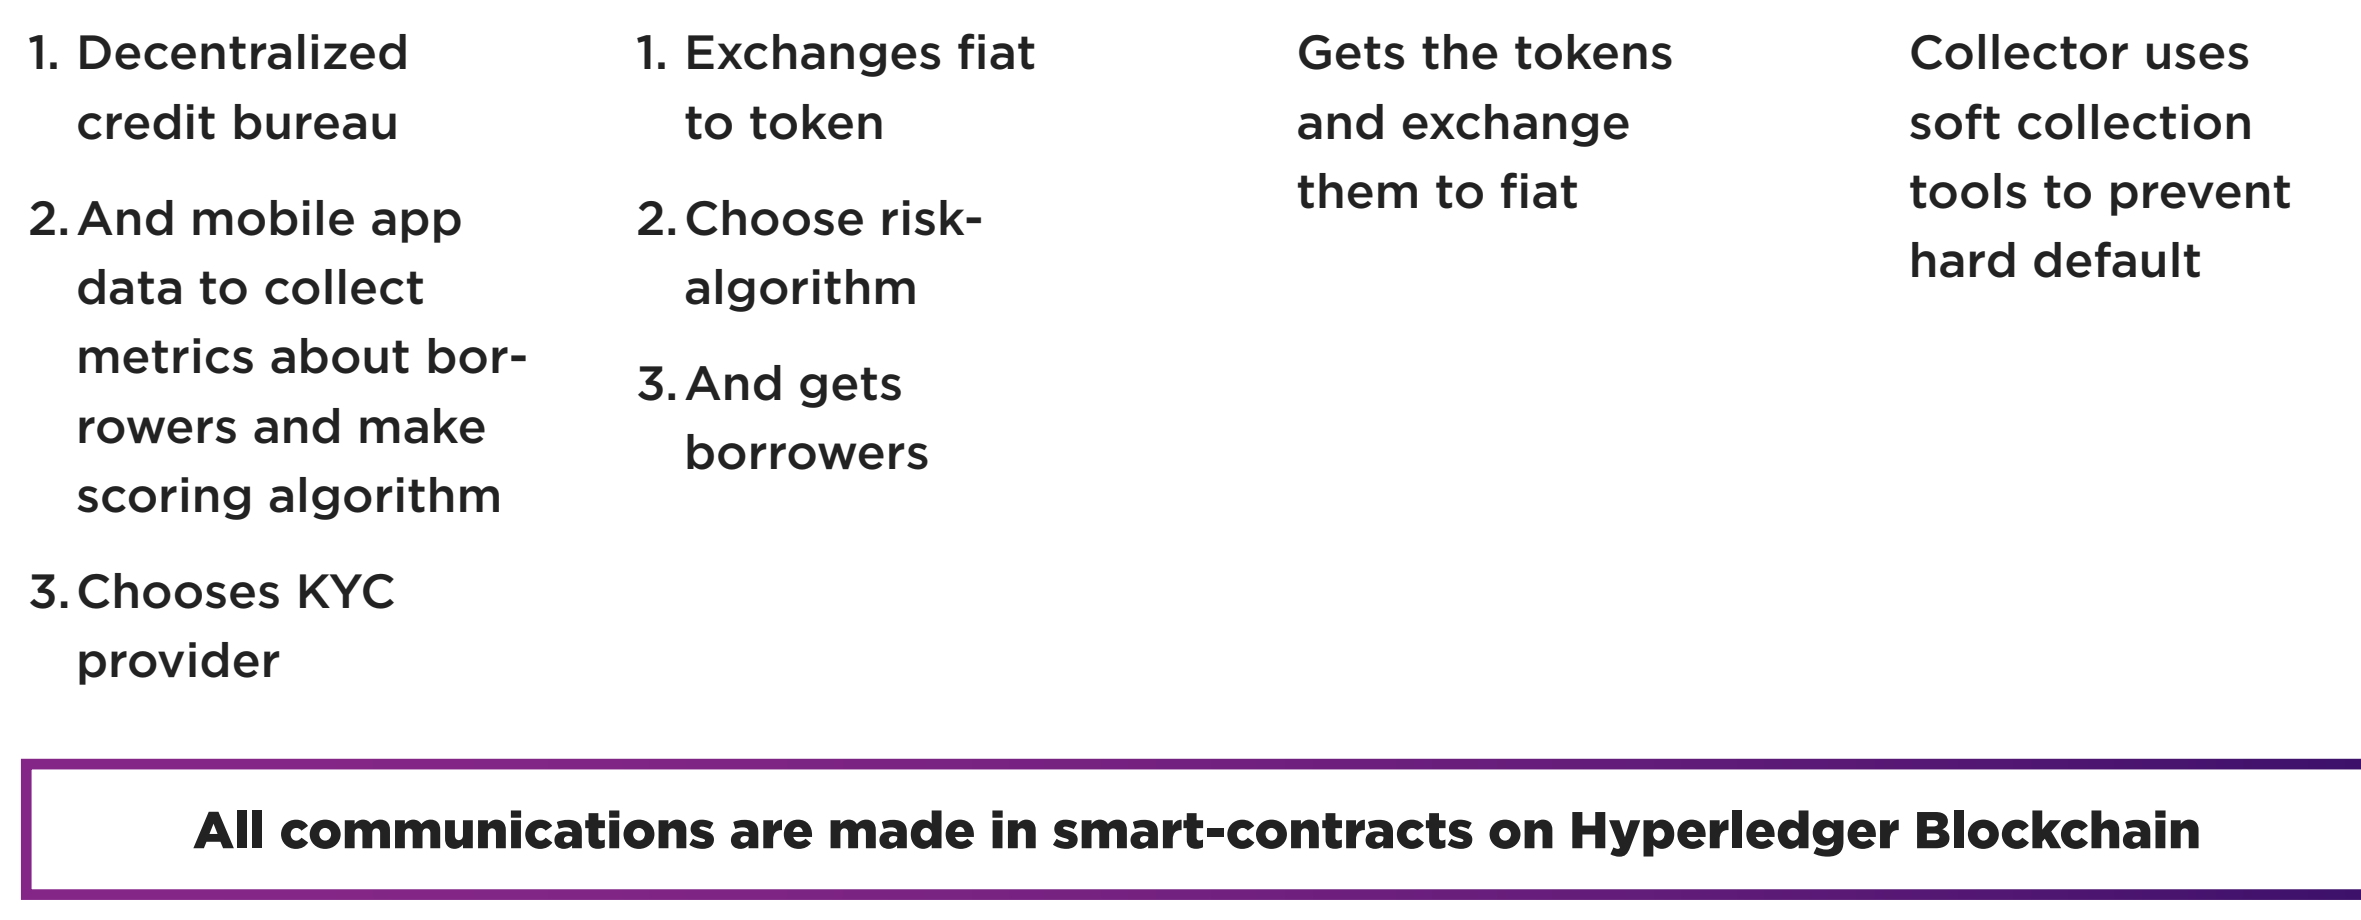 1. Decentralized
credit bureau
2. And mobile app
data to collect
metrics about bor-
rowers and make
scoring algorithm
3. Chooses KYC
provider
1. Exchanges fiat
to token
2. Choose risk-
algorithm
3. And gets
borrowers
Gets the tokens
and exchange
them to fiat
Collector uses
soft collection
tools to prevent
hard default
All communications are made in smart-contracts on Hyperledger Blockchain